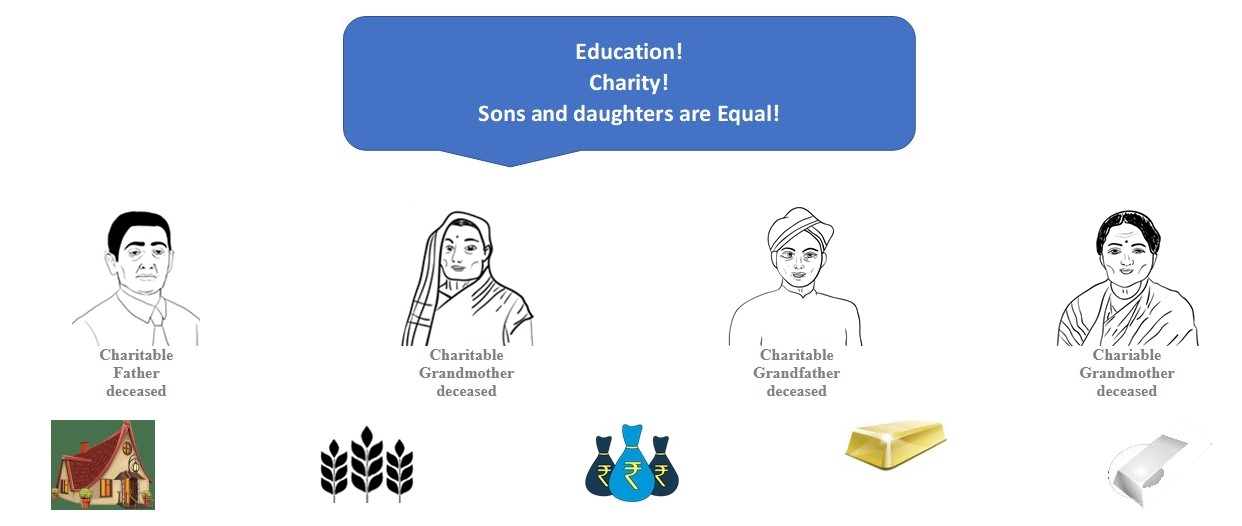 Education!
Charity!
Sons and daughters are Equal!
Charitable
Father
deceased
Charitable
Grandmother
deceased
Charitable
Grandfather
deceased
Chariable
Grandmother
deceased
₹ ₹ ₹